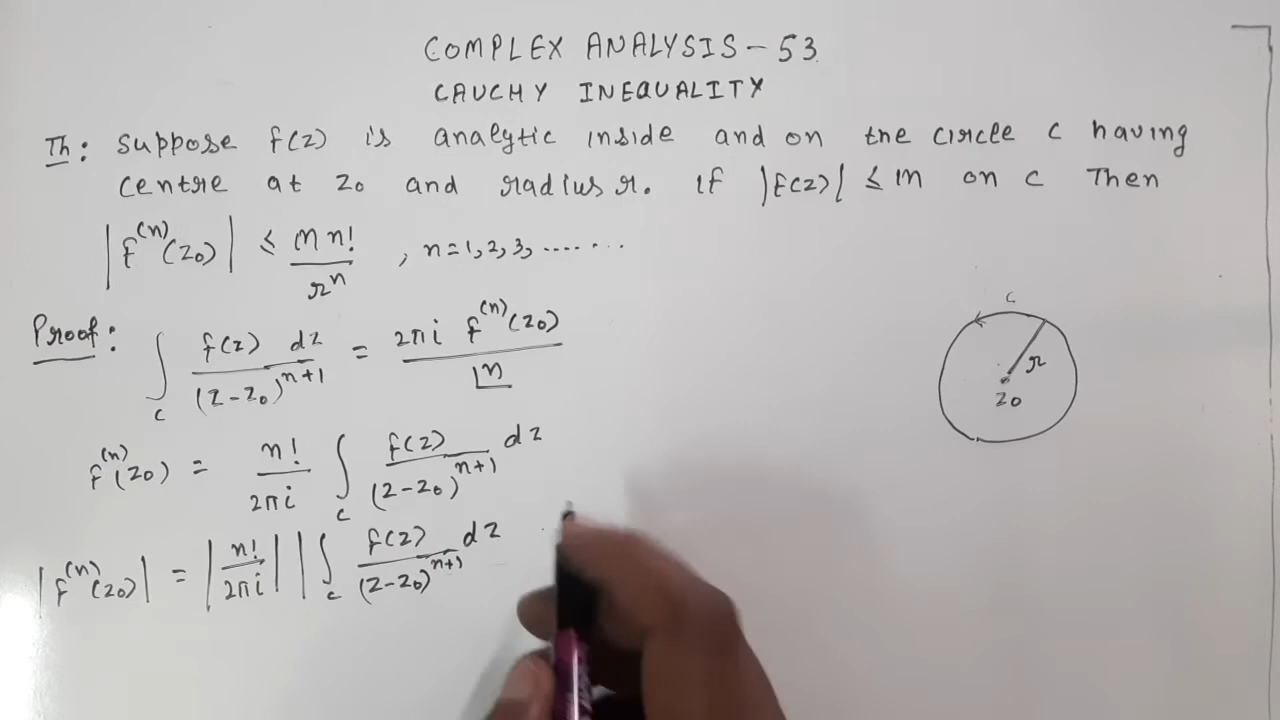 COMPLEX ANALYSIS - 53
CAUCHY INEQUALITY
Th: Suppose f(z) is analytic inside and on the circle C having
centre at z₀ and radius r. If |f(z)| ≤ M on C Then
|f⁽ⁿ⁾(z₀)| ≤ M n! / rⁿ , n = 1, 2, 3, .......
Proof: ∫_C f(z) dz / (z-z₀)ⁿ⁺¹ = 2πi f⁽ⁿ⁾(z₀) / |n
f⁽ⁿ⁾(z₀) = n! / 2πi ∫_C f(z) / (z-z₀)ⁿ⁺¹ dz
|f⁽ⁿ⁾(z₀)| = |n! / 2πi| | ∫_C f(z) / (z-z₀)ⁿ⁺¹ dz
C
r
z₀